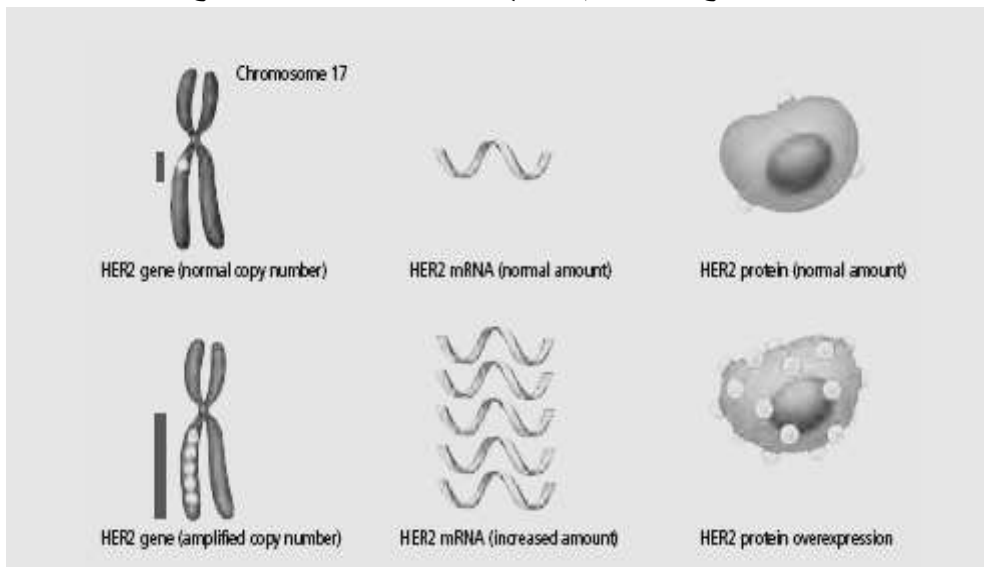 Chromosome 17
HER2 gene (normal copy number)
HER2 mRNA (normal amount)
HER2 protein (normal amount)
HER2 gene (amplified copy number)
HER2 mRNA (increased amount)
HER2 protein overexpression